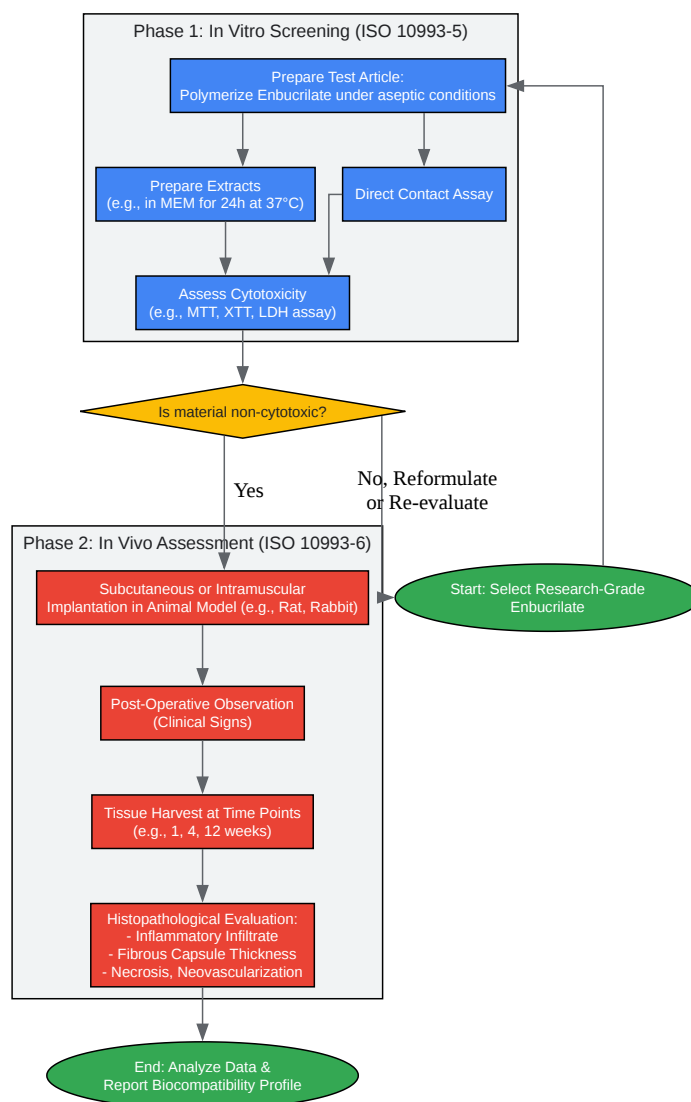 Phase 1: In Vitro Screening (ISO 10993-5)
Prepare Test Article:
Polymerize Enbucrilate under aseptic conditions
Prepare Extracts
(e.g., in MEM for 24h at 37°C)
Direct Contact Assay
Assess Cytotoxicity
(e.g., MTT, XTT, LDH assay)
Is material non-cytotoxic?
Yes
No, Reformulate
or Re-evaluate
Phase 2: In Vivo Assessment (ISO 10993-6)
Subcutaneous or Intramuscular
Implantation in Animal Model (e.g., Rat, Rabbit)
Start: Select Research-Grade
Enbucrilate
Post-Operative Observation
(Clinical Signs)
Tissue Harvest at Time Points
(e.g., 1, 4, 12 weeks)
Histopathological Evaluation:
- Inflammatory Infiltrate
- Fibrous Capsule Thickness
- Necrosis, Neovascularization
End: Analyze Data &
Report Biocompatibility Profile